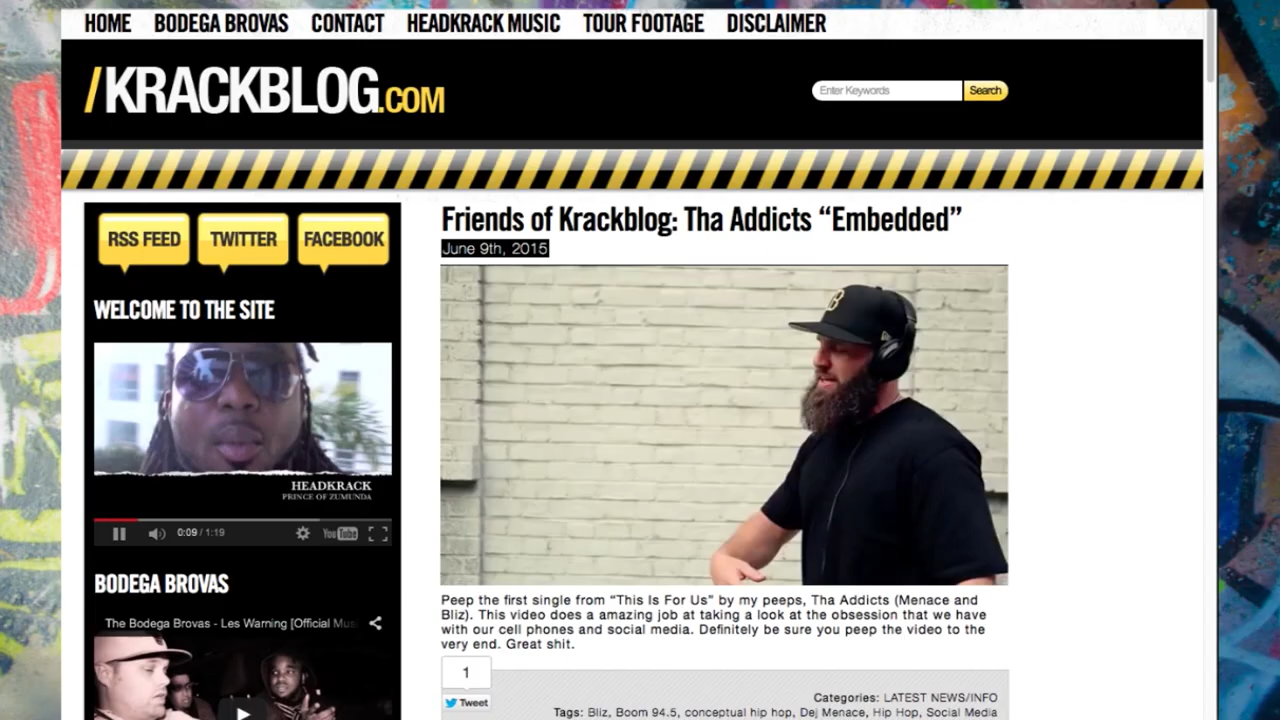 HOME BODEGA BROVAS CONTACT HEADKRACK MUSIC TOUR FOOTAGE DISCLAIMER
/KRACKBLOG.COM
Enter Keywords Search
RSS FEED TWITTER FACEBOOK
WELCOME TO THE SITE
HEADKRACK
PRINCE OF ZUMUNDA
0:09 / 1:19 YouTube
BODEGA BROVAS
The Bodega Brovas - Les Warning [Official Mus
Friends of Krackblog: Tha Addicts “Embedded”
June 9th, 2015
B
Peep the first single from “This Is For Us” by my peeps, Tha Addicts (Menace and
Bliz). This video does a amazing job at taking a look at the obsession that we have
with our cell phones and social media. Definitely be sure you peep the video to the
very end. Great shit.
1
Tweet
Categories: LATEST NEWS/INFO
Tags: Bliz, Boom 94.5, conceptual hip hop, Dej Menace, Hip Hop, Social Media